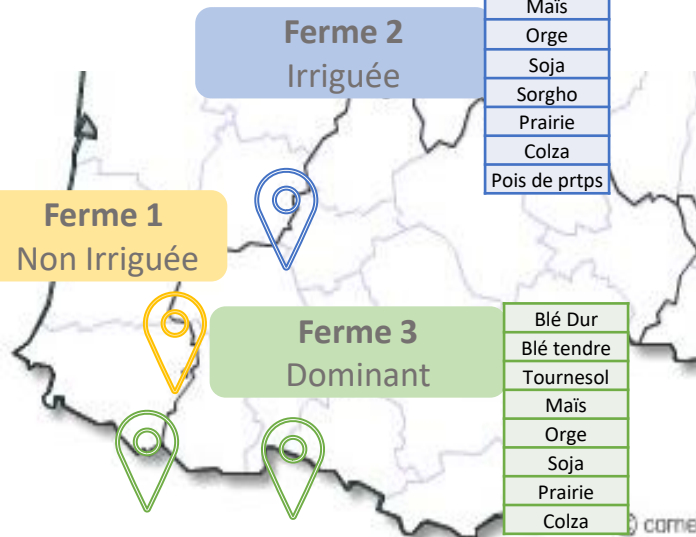 Ferme 2
Irriguée
Maïs
Orge
Soja
Sorgho
Prairie
Colza
Pois de prtps
Ferme 1
Non Irriguée
Ferme 3
Dominant
Blé Dur
Blé tendre
Tournesol
Maïs
Orge
Soja
Prairie
Colza
© carne